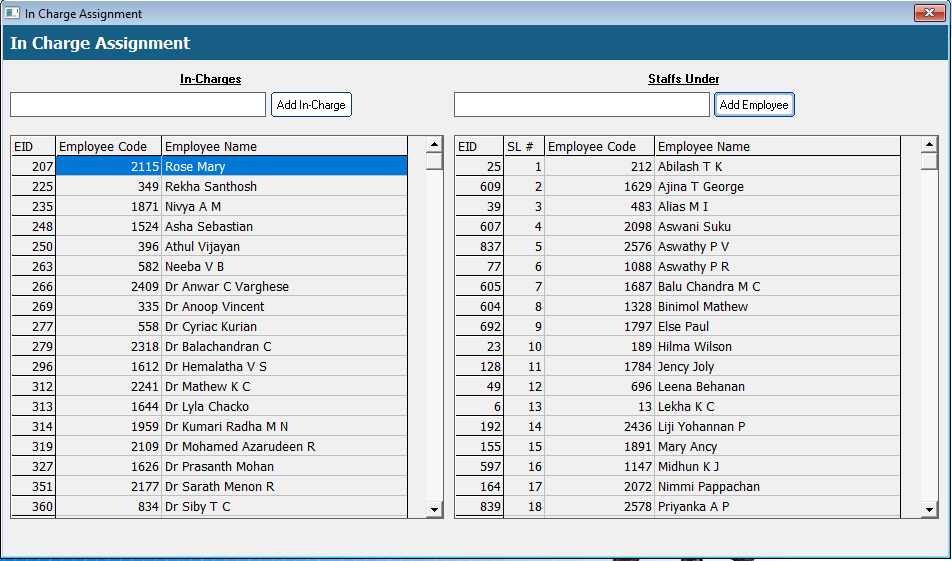 In Charge Assignment
In Charge Assignment
In-Charges
Add In-Charge
EID Employee Code Employee Name
207 2115 Rose Mary
225 349 Rekha Santhosh
235 1871 Nivya A M
248 1524 Asha Sebastian
250 396 Athul Vijayan
263 582 Neeba V B
266 2409 Dr Anwar C Varghese
269 335 Dr Anoop Vincent
277 558 Dr Cyriac Kurian
279 2318 Dr Balachandran C
296 1612 Dr Hemalatha V S
312 2241 Dr Mathew K C
313 1644 Dr Lyla Chacko
314 1959 Dr Kumari Radha M N
319 2109 Dr Mohamed Azarudeen R
327 1626 Dr Prasanth Mohan
351 2177 Dr Sarath Menon R
360 834 Dr Siby T C
Staffs Under
Add Employee
EID SL # Employee Code Employee Name
25 1 212 Abilash T K
609 2 1629 Ajina T George
39 3 483 Alias M I
607 4 2098 Aswani Suku
837 5 2576 Aswathy P V
77 6 1088 Aswathy P R
605 7 1687 Balu Chandra M C
604 8 1328 Binimol Mathew
692 9 1797 Else Paul
23 10 189 Hilma Wilson
128 11 1784 Jency Joly
49 12 696 Leena Behanan
6 13 13 Lekha K C
192 14 2436 Liji Yohannan P
155 15 1891 Mary Ancy
597 16 1147 Midhun K J
164 17 2072 Nimmi Pappachan
839 18 2578 Priyanka A P